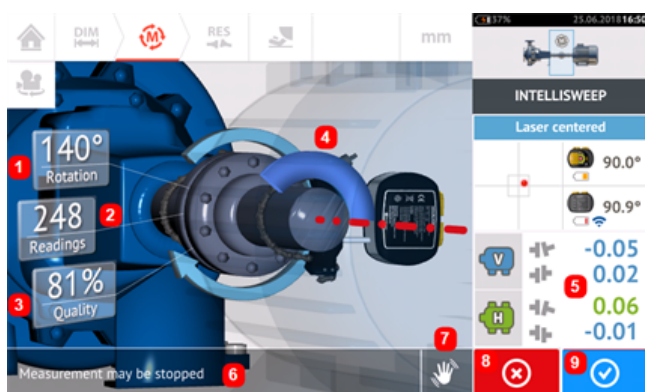 DIM
M
RES
mm
37%
25.06.2018 16:50
INTELLISWEEP
Laser centered
90.0°
90.9°
1
140°
Rotation
2
248
Readings
3
81%
Quality
4
V
-0.05
0.02
5
H
0.06
-0.01
Measurement may be stopped
6
7
8
9